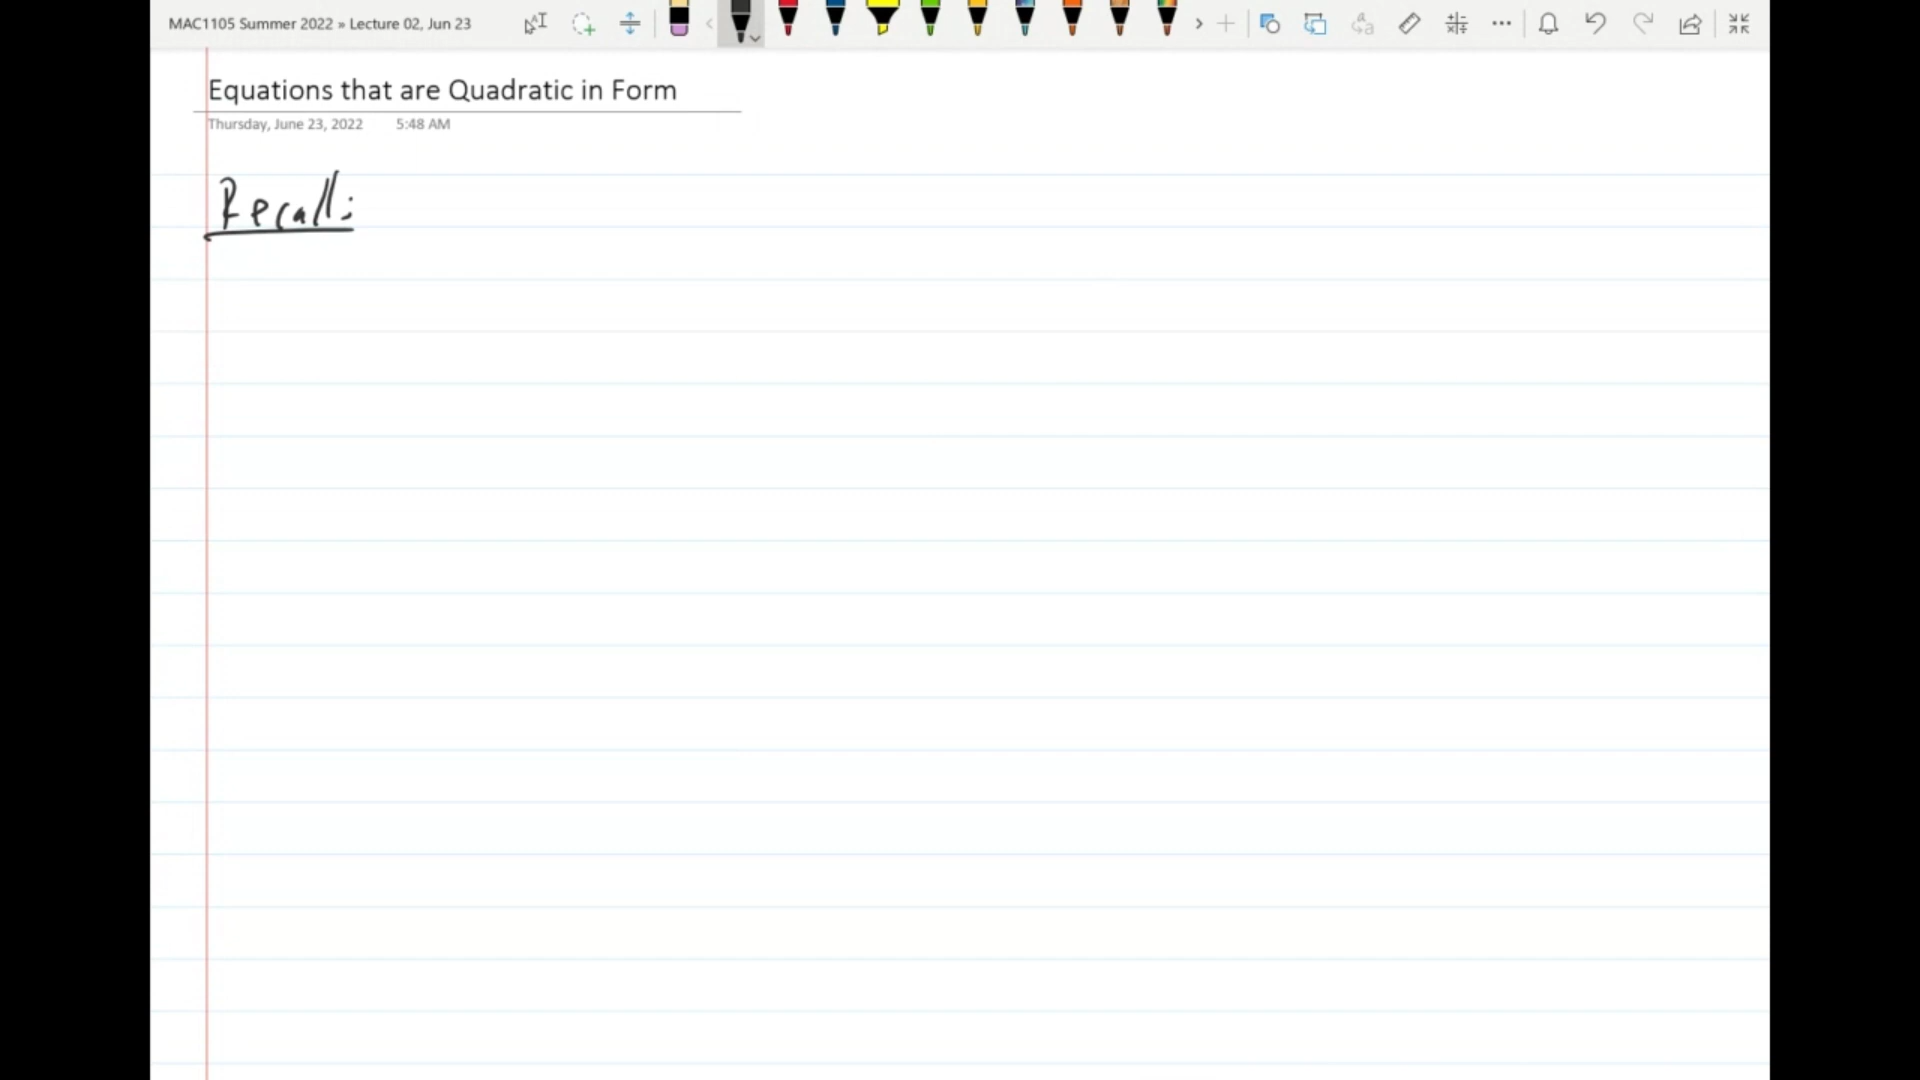 MAC1105 Summer 2022 » Lecture 02, Jun 23
Equations that are Quadratic in Form
Thursday, June 23, 2022 5:48 AM
Recall: